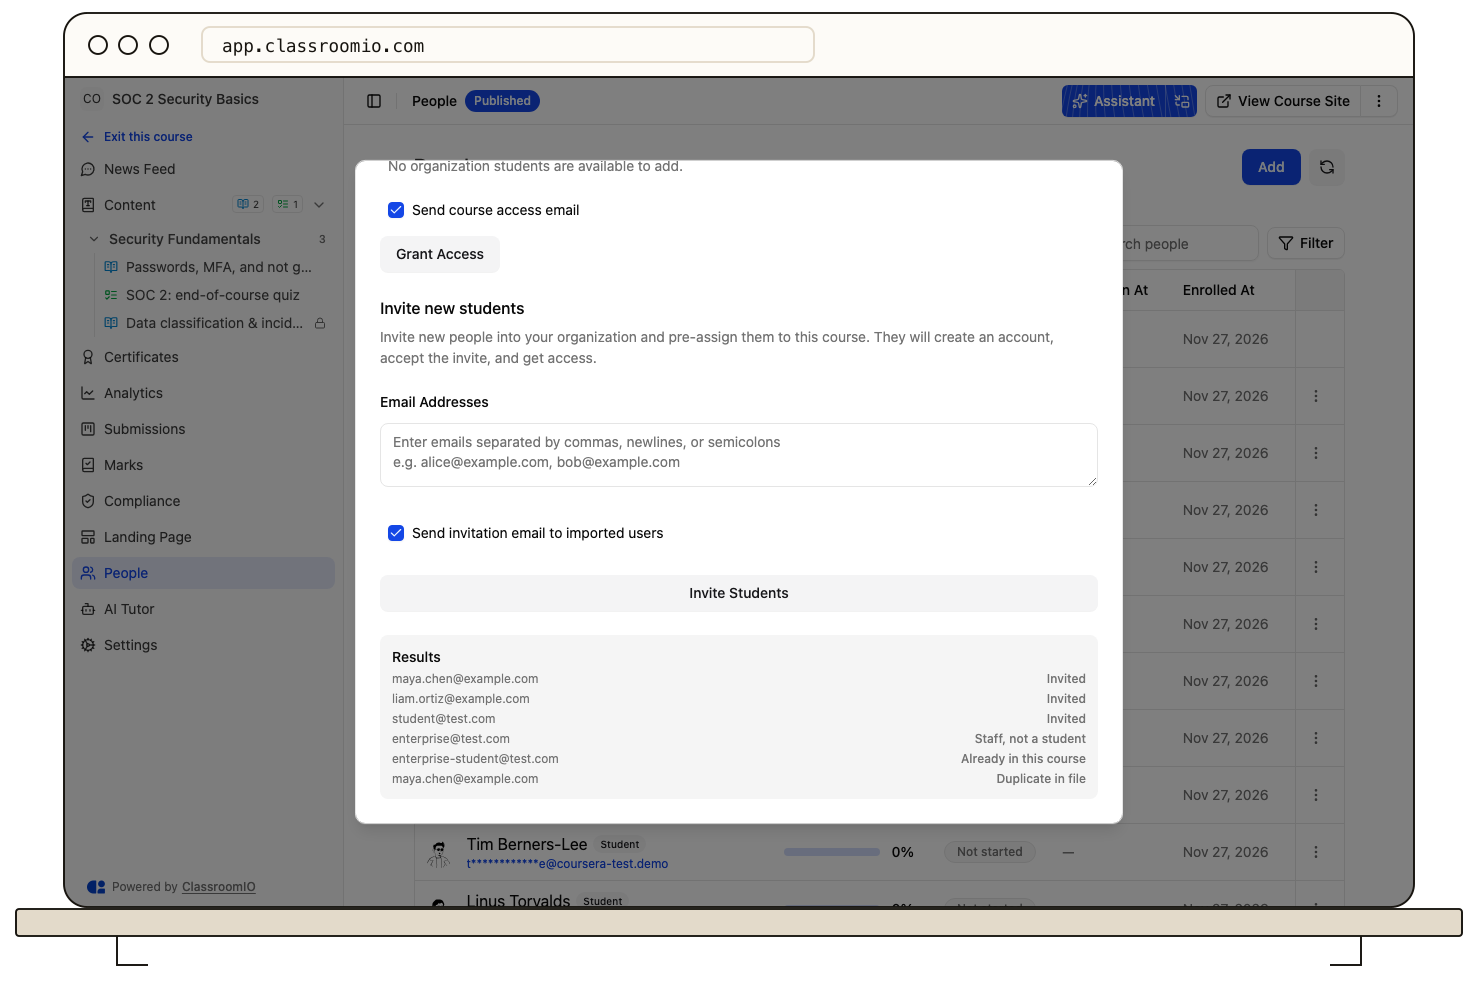 app.classroomio.com
CO SOC 2 Security Basics
Exit this course
News Feed
Content 2 1
Security Fundamentals 3
Passwords, MFA, and not g...
SOC 2: end-of-course quiz
Data classification & incid...
Certificates
Analytics
Submissions
Marks
Compliance
Landing Page
People
AI Tutor
Settings
Powered by ClassroomIO
People Published
Assistant
View Course Site
Add
Filter
No organization students are available to add.
Send course access email
Grant Access
Invite new students
Invite new people into your organization and pre-assign them to this course. They will create an account,
accept the invite, and get access.
Email Addresses
Enter emails separated by commas, newlines, or semicolons
e.g. alice@example.com, bob@example.com
Send invitation email to imported users
Invite Students
Results
maya.chen@example.com Invited
liam.ortiz@example.com Invited
student@test.com Invited
enterprise@test.com Staff, not a student
enterprise-student@test.com Already in this course
maya.chen@example.com Duplicate in file
rch people
n At Enrolled At
Nov 27, 2026
Nov 27, 2026
Nov 27, 2026
Nov 27, 2026
Nov 27, 2026
Nov 27, 2026
Nov 27, 2026
Nov 27, 2026
Nov 27, 2026
Tim Berners-Lee Student
t************e@coursera-test.demo
0% Not started — Nov 27, 2026
Linus Torvalds Student